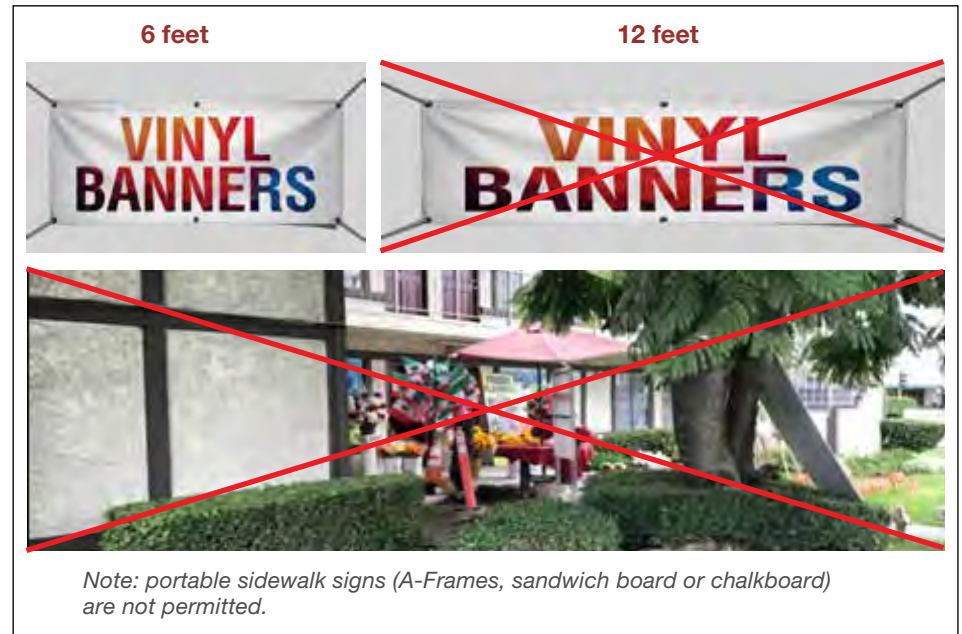 6 feet
12 feet
VINYL
BANNERS
VINYL
BANNERS
Note: portable sidewalk signs (A-Frames, sandwich board or chalkboard)
are not permitted.